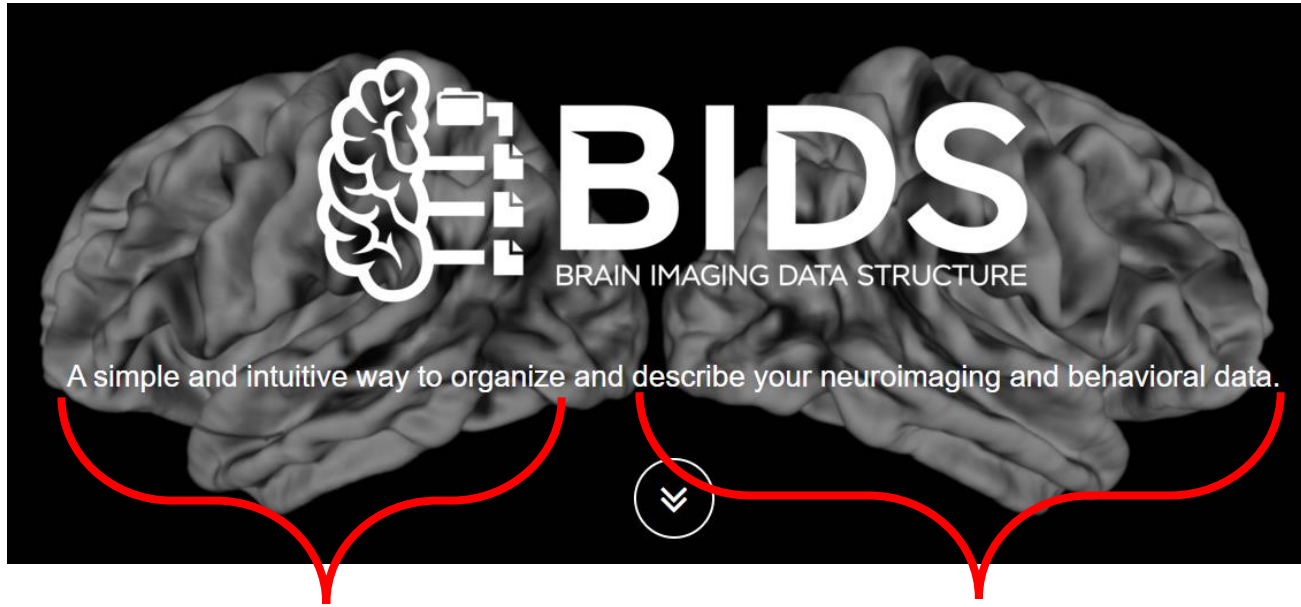 BIDS
BRAIN IMAGING DATA STRUCTURE
A simple and intuitive way to organize and describe your neuroimaging and behavioral data.